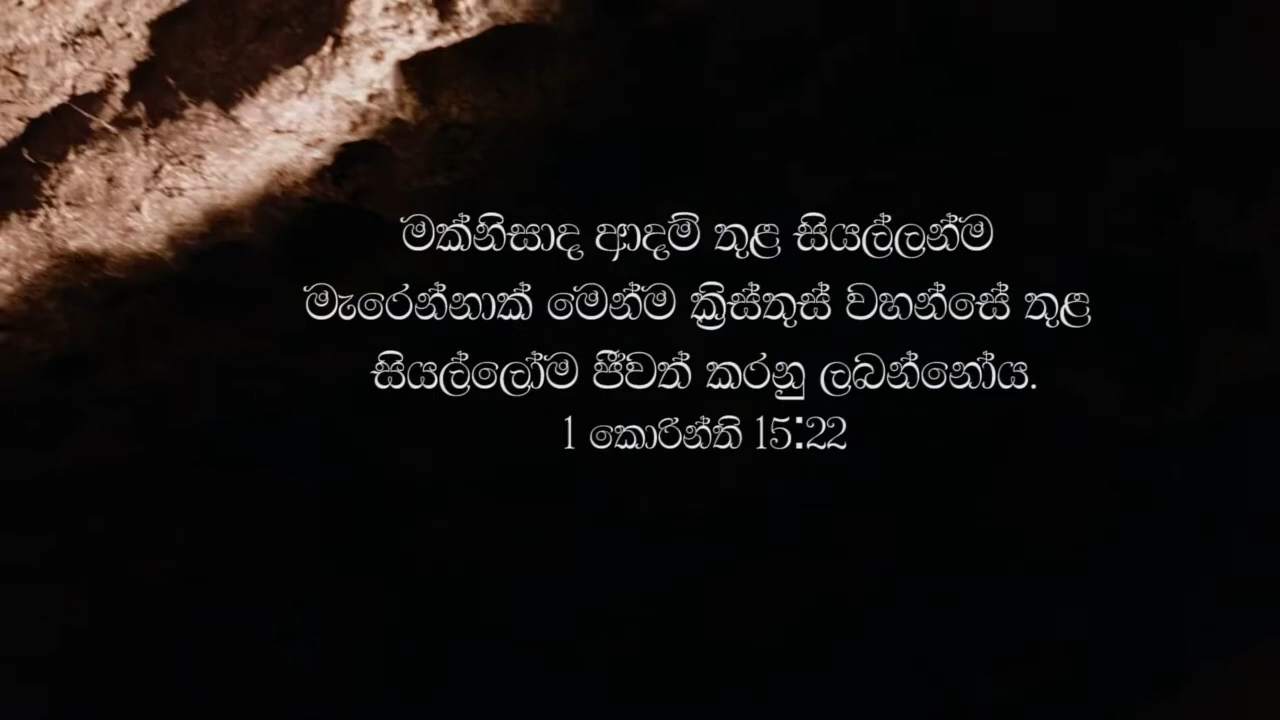 මක්නිසාද ආදම් තුළ සියල්ලන්ම
මැරෙන්නාක් මෙන්ම ක්‍රිස්තුස් වහන්සේ තුළ
සියල්ලෝම ජීවත් කරනු ලබන්නෝය.
1 කොරින්ති 15:22